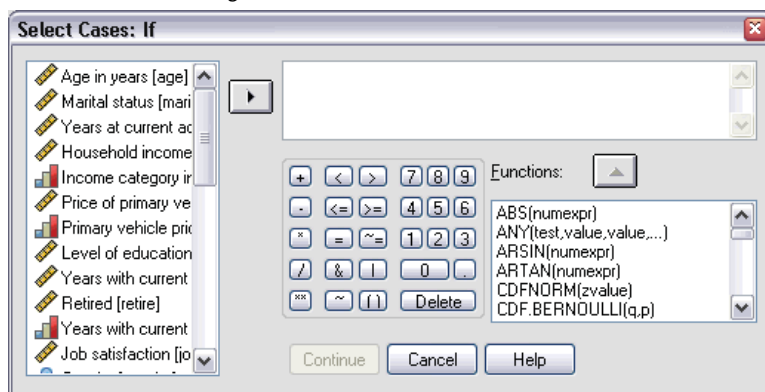 Select Cases: If
Age in years [age]
Marital status [mari
Years at current ad
Household income
Income category ir
Price of primary ve
Primary vehicle pric
Level of education
Years with current
Retired [retire]
Years with current
Job satisfaction [jo
+ < > 7 8 9
- <= >= 4 5 6
* = ~= 1 2 3
/ & | 0 .
** ~ () Delete
Functions:
ABS(numexpr)
ANY(test,value,value,...)
ARSIN(numexpr)
ARTAN(numexpr)
CDFNORM(zvalue)
CDF.BERNOULLI(q,p)
Continue Cancel Help